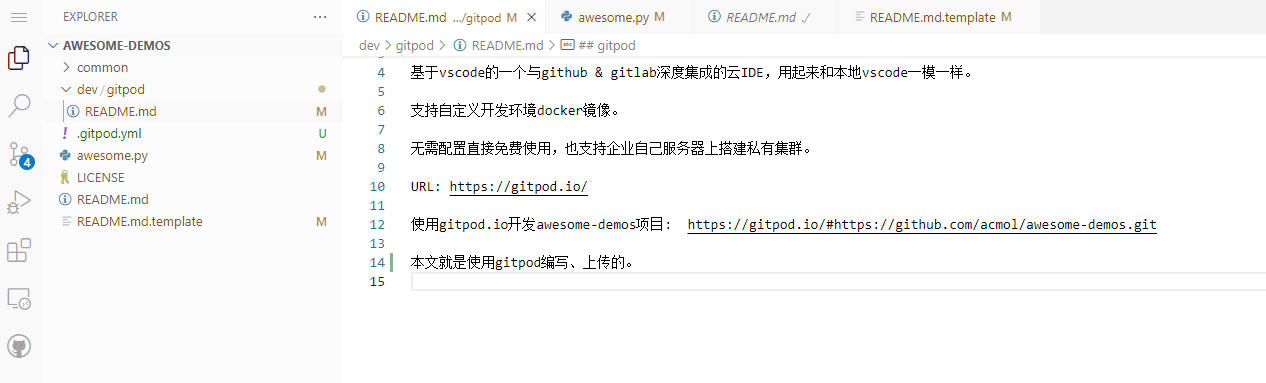 EXPLORER ···
AWESOME-DEMOS
common
dev/gitpod
README.md M
! .gitpod.yml U
awesome.py M
LICENSE
README.md
README.md.template M
4
README.md .../gitpod M
awesome.py M
README.md ./
README.md.template M
dev > gitpod > README.md > abc ## gitpod
4 基于vscode的一个与github & gitlab深度集成的云IDE，用起来和本地vscode一模一样。
5
6 支持自定义开发环境docker镜像。
7
8 无需配置直接免费使用，也支持企业自己服务器上搭建私有集群。
9
10 URL: https://gitpod.io/
11
12 使用gitpod.io开发awesome-demos项目： https://gitpod.io/#https://github.com/acmol/awesome-demos.git
13
14 本文就是使用gitpod编写、上传的。
15